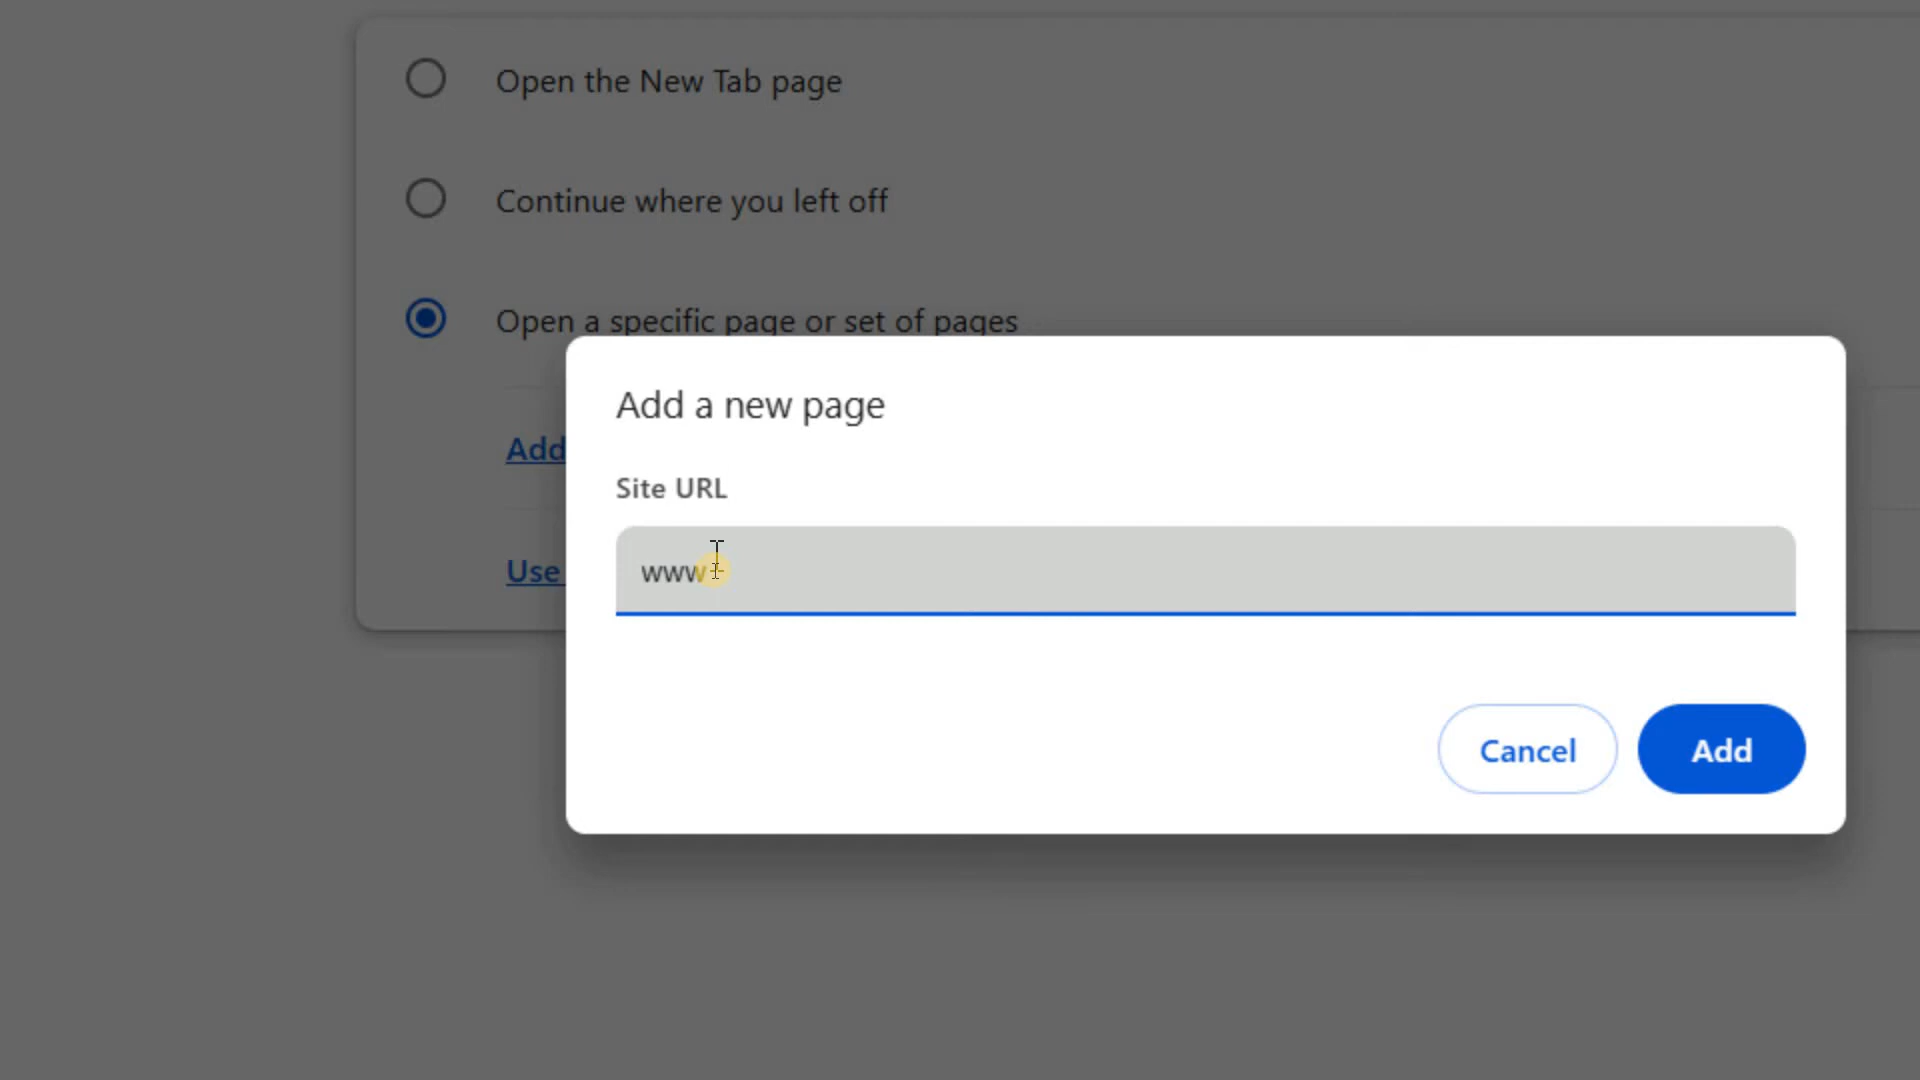 Open the New Tab page
Continue where you left off
Open a specific page or set of pages
Add a new page
Add
Site URL
www
Use
Cancel
Add